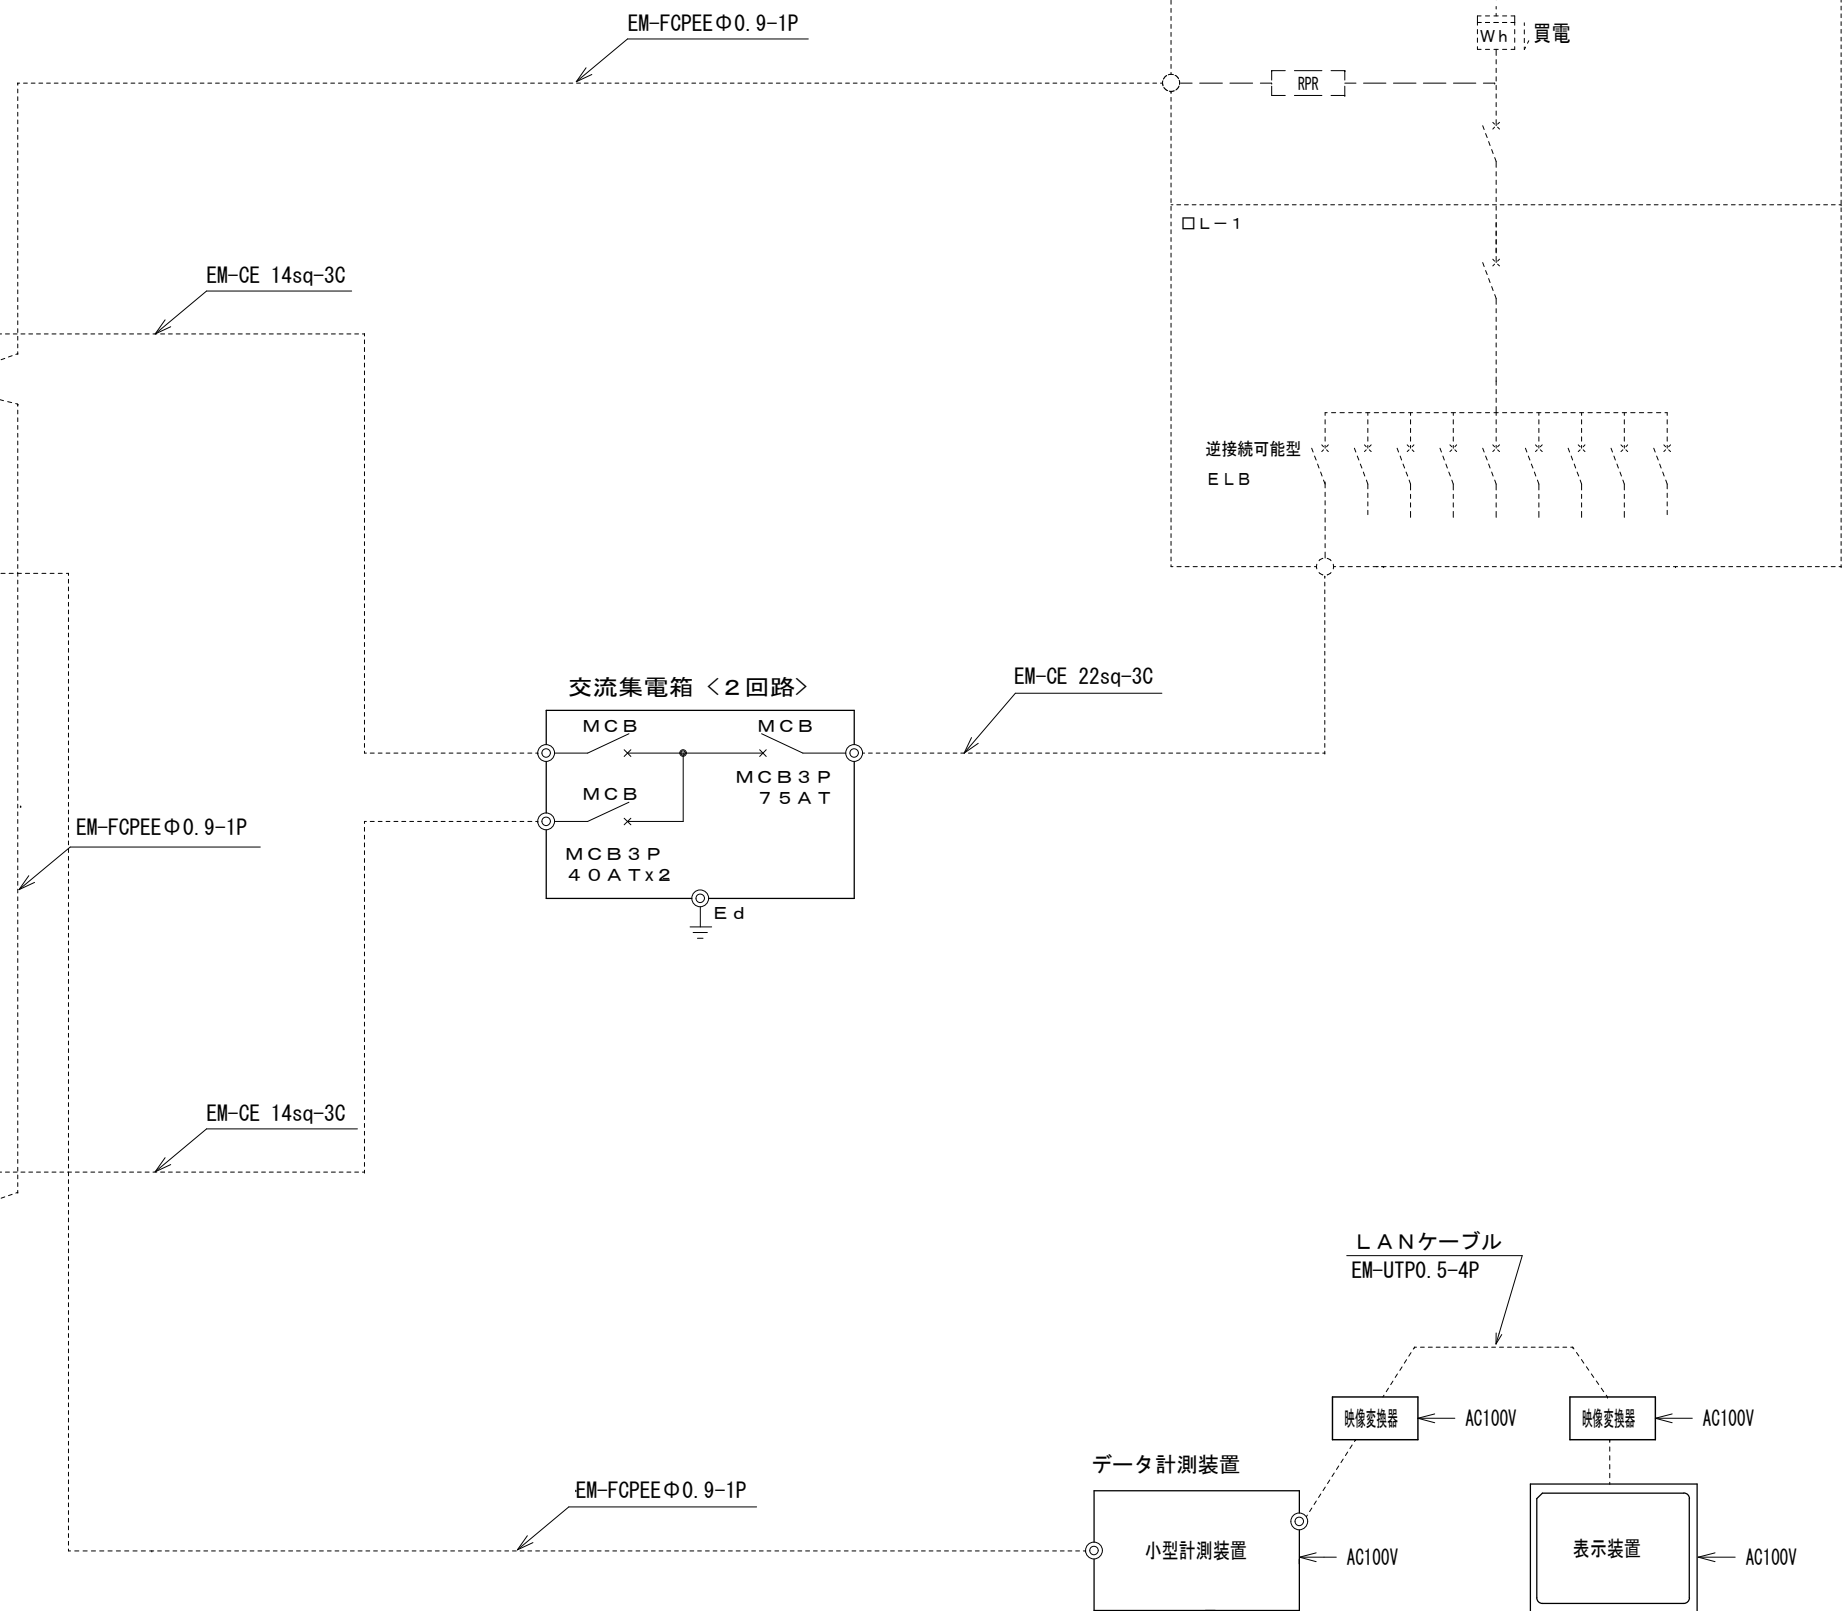 EM-FCPEEΦ0.9-1P
Wh
買電
RPR
□L-1
EM-CE 14sq-3C
逆接続可能型
ELB
交流集電箱<2回路>
EM-CE 22sq-3C
MCB
MCB
MCB3P
75AT
MCB
EM-FCPEEΦ0.9-1P
MCB3P
40ATx2
Ed
EM-CE 14sq-3C
LANケーブル
EM-UTP0.5-4P
映像変換器
AC100V
映像変換器
AC100V
データ計測装置
EM-FCPEEΦ0.9-1P
小型計測装置
AC100V
表示装置
AC100V